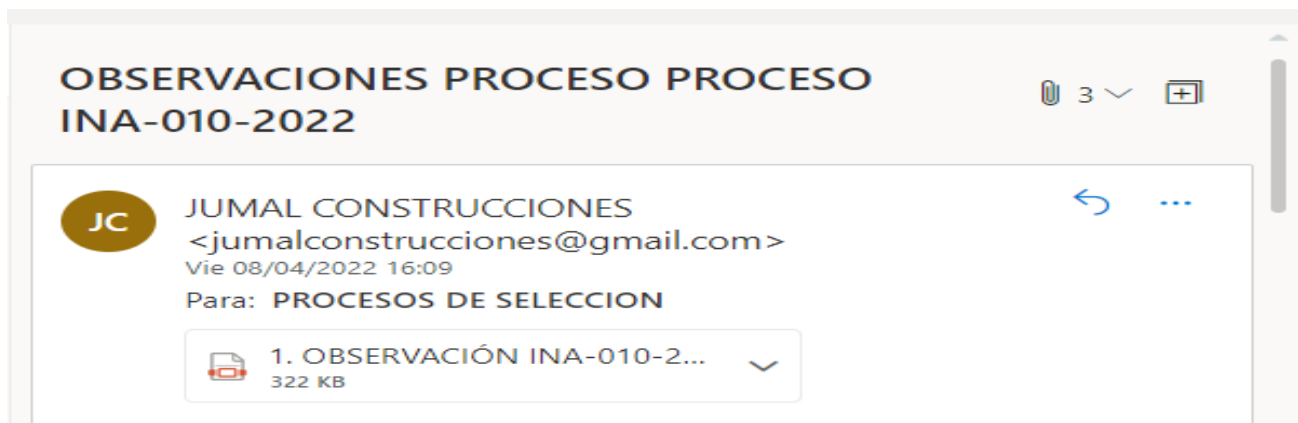 OBSERVACIONES PROCESO PROCESO
INA-010-2022
3
JC
JUMAL CONSTRUCCIONES
<jumalconstrucciones@gmail.com>
Vie 08/04/2022 16:09
Para: PROCESOS DE SELECCION
1. OBSERVACIÓN INA-010-2...
322 KB